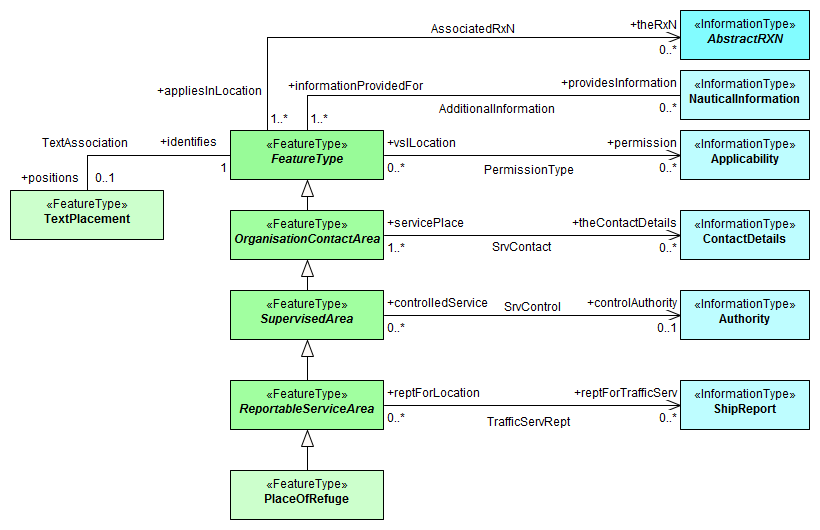 «InformationType»
AbstractRXN
AssociatedRxN
+theRxN
0..*
+appliesInLocation
1..*
«InformationType»
NauticalInformation
+informationProvidedFor
+providesInformation
AdditionalInformation
1..*
0..*
TextAssociation
+identifies
1
+positions
0..1
«FeatureType»
TextPlacement
«FeatureType»
FeatureType
+vslLocation
+permission
0..*
PermissionType
0..*
«InformationType»
Applicability
«FeatureType»
OrganisationContactArea
+servicePlace
+theContactDetails
1..*
SrvContact
0..*
«InformationType»
ContactDetails
«FeatureType»
SupervisedArea
+controlledService
SrvControl
+controlAuthority
0..*
0..1
«InformationType»
Authority
«FeatureType»
ReportableServiceArea
+reptForLocation
+reptForTrafficServ
0..*
TrafficServRept
0..*
«InformationType»
ShipReport
«FeatureType»
PlaceOfRefuge